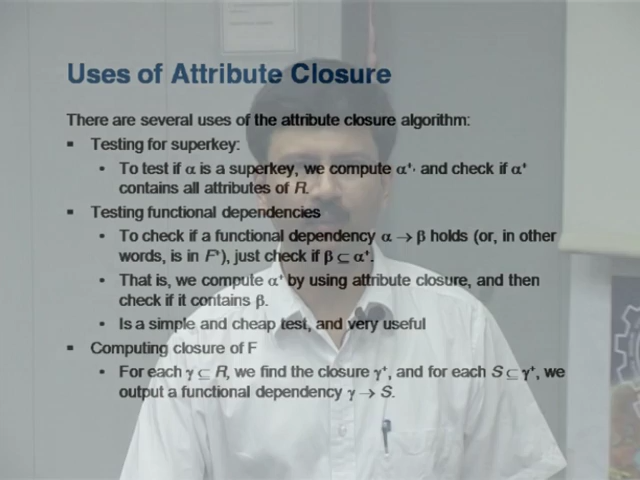 Uses of Attribute Closure
There are several uses of the attribute closure algorithm:
▪ Testing for superkey:
• To test if α is a superkey, we compute α⁺, and check if α⁺
contains all attributes of R.
▪ Testing functional dependencies
• To check if a functional dependency α → β holds (or, in other
words, is in F⁺), just check if β ⊆ α⁺.
• That is, we compute α⁺ by using attribute closure, and then
check if it contains β.
• Is a simple and cheap test, and very useful
▪ Computing closure of F
• For each γ ⊆ R, we find the closure γ⁺, and for each S ⊆ γ⁺, we
output a functional dependency γ → S.